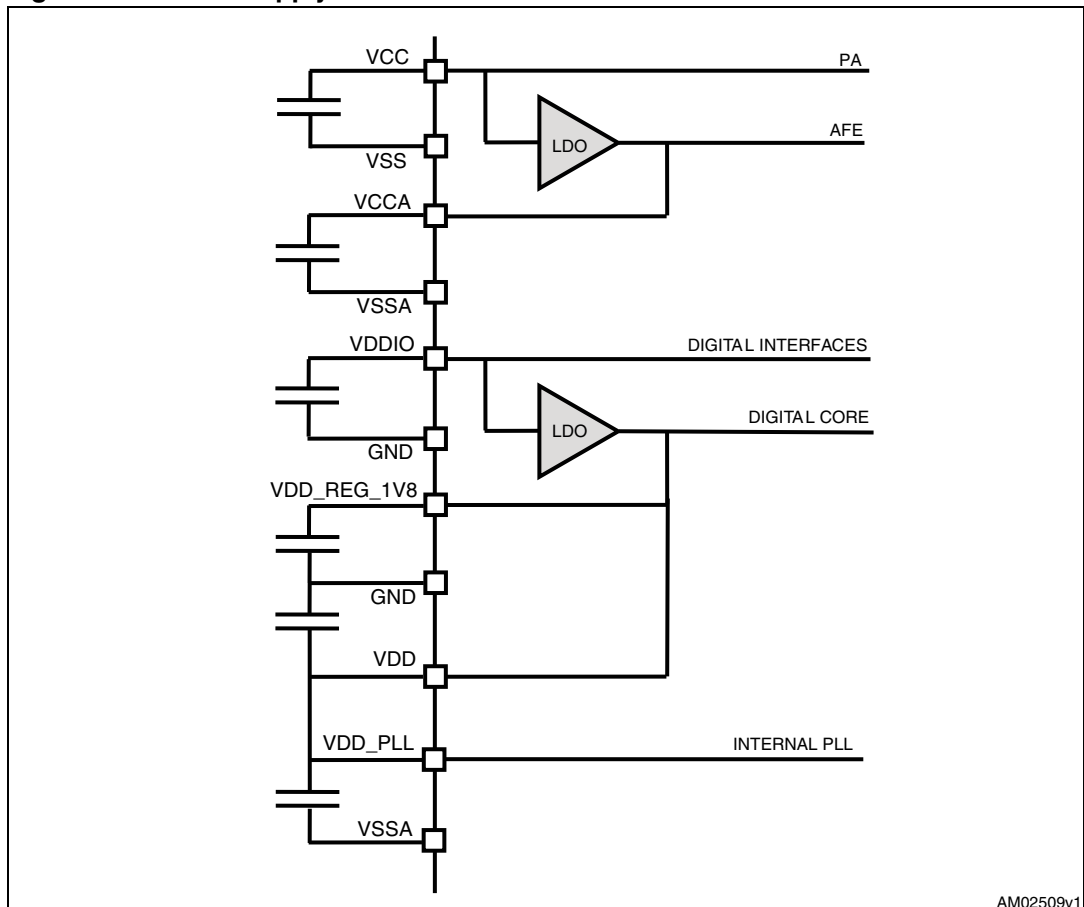 supply
VCC
PA
AFE
LDO
VSS
VCCA
VSSA
VDDIO
DIGITAL INTERFACES
DIGITAL CORE
LDO
GND
VDD_REG_1V8
GND
VDD
VDD_PLL
INTERNAL PLL
VSSA
AM02509v1